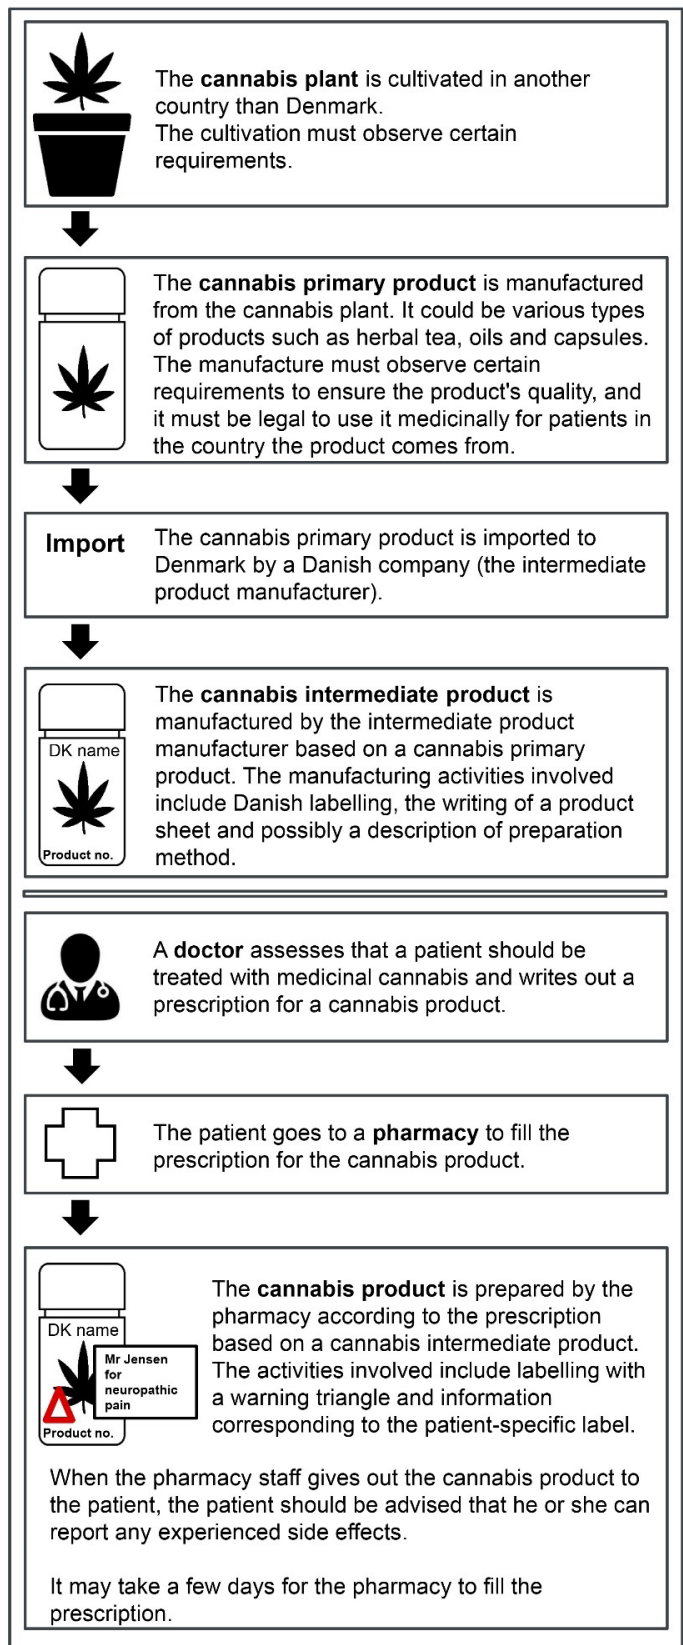 The cannabis plant is cultivated in another
country than Denmark.
The cultivation must observe certain
requirements.
The cannabis primary product is manufactured
from the cannabis plant. It could be various types
of products such as herbal tea, oils and capsules.
The manufacture must observe certain
requirements to ensure the product's quality, and
it must be legal to use it medicinally for patients in
the country the product comes from.
Import
The cannabis primary product is imported to
Denmark by a Danish company (the intermediate
product manufacturer).
DK name
Product no.
The cannabis intermediate product is
manufactured by the intermediate product
manufacturer based on a cannabis primary
product. The manufacturing activities involved
include Danish labelling, the writing of a product
sheet and possibly a description of preparation
method.
A doctor assesses that a patient should be
treated with medicinal cannabis and writes out a
prescription for a cannabis product.
The patient goes to a pharmacy to fill the
prescription for the cannabis product.
DK name
Mr Jensen
for
neuropathic
pain
Product no.
The cannabis product is prepared by the
pharmacy according to the prescription
based on a cannabis intermediate product.
The activities involved include labelling with
a warning triangle and information
corresponding to the patient-specific label.
When the pharmacy staff gives out the cannabis product to
the patient, the patient should be advised that he or she can
report any experienced side effects.
It may take a few days for the pharmacy to fill the
prescription.